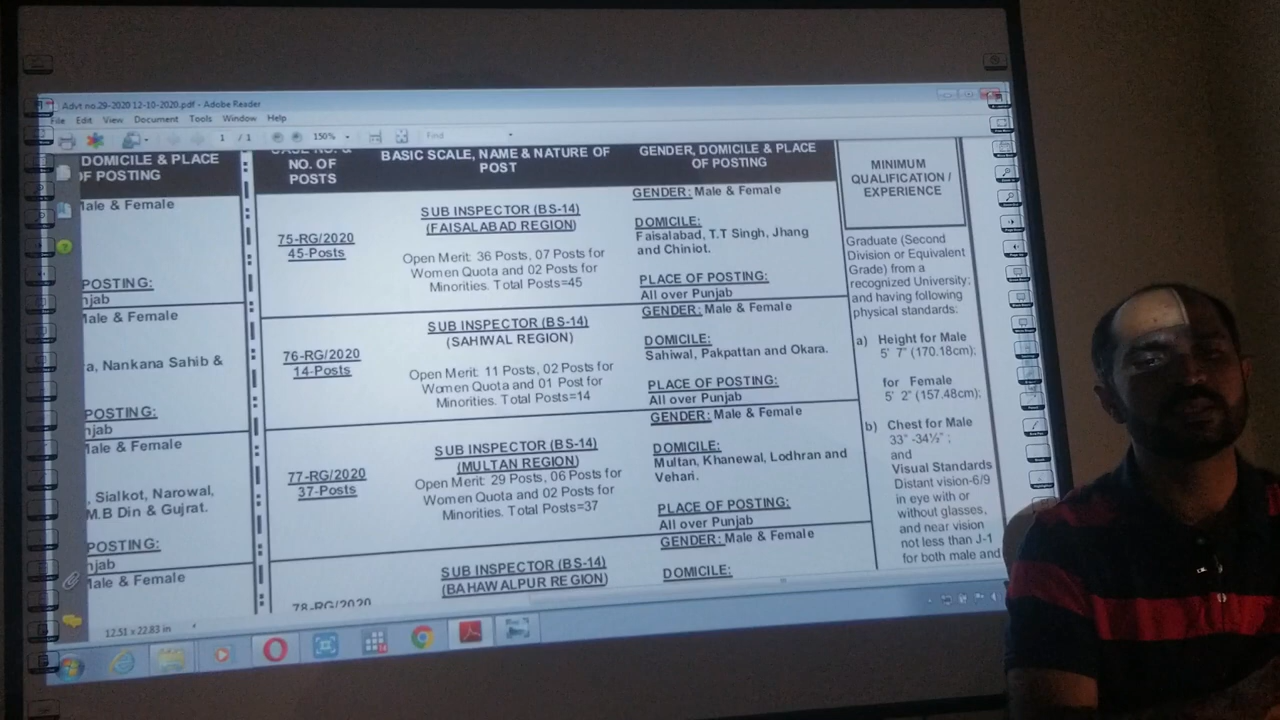 Advt no.29-2020 12-10-2020.pdf - Adobe Reader
File Edit View Document Tools Window Help
1 / 1 150% Find
DOMICILE & PLACE
OF POSTING
Male & Female
POSTING:
njab
Male & Female
a, Nankana Sahib &
POSTING:
njab
Male & Female
, Sialkot, Narowal,
M.B Din & Gujrat.
POSTING:
njab
Male & Female
CASE NO. &
NO. OF
POSTS
BASIC SCALE, NAME & NATURE OF
POST
GENDER, DOMICILE & PLACE
OF POSTING
MINIMUM
QUALIFICATION /
EXPERIENCE
75-RG/2020
45-Posts
SUB INSPECTOR (BS-14)
(FAISALABAD REGION)
Open Merit: 36 Posts, 07 Posts for
Women Quota and 02 Posts for
Minorities. Total Posts=45
GENDER: Male & Female
DOMICILE:
Faisalabad, T.T Singh, Jhang
and Chiniot.
PLACE OF POSTING:
All over Punjab
76-RG/2020
14-Posts
SUB INSPECTOR (BS-14)
(SAHIWAL REGION)
Open Merit: 11 Posts, 02 Posts for
Women Quota and 01 Post for
Minorities. Total Posts=14
GENDER: Male & Female
DOMICILE:
Sahiwal, Pakpattan and Okara.
PLACE OF POSTING:
All over Punjab
77-RG/2020
37-Posts
SUB INSPECTOR (BS-14)
(MULTAN REGION)
Open Merit: 29 Posts, 06 Posts for
Women Quota and 02 Posts for
Minorities. Total Posts=37
GENDER: Male & Female
DOMICILE:
Multan, Khanewal, Lodhran and
Vehari.
PLACE OF POSTING:
All over Punjab
78-RG/2020
SUB INSPECTOR (BS-14)
(BAHAWALPUR REGION)
GENDER: Male & Female
DOMICILE:
Graduate (Second
Division or Equivalent
Grade) from a
recognized University;
and having following
physical standards:
a) Height for Male
5' 7" (170.18cm);
for Female
5' 2" (157.48cm);
b) Chest for Male
33" -34½" ;
and
Visual Standards
Distant vision-6/9
in eye with or
without glasses,
and near vision
not less than J-1
for both male and
12.51 x 22.83 in